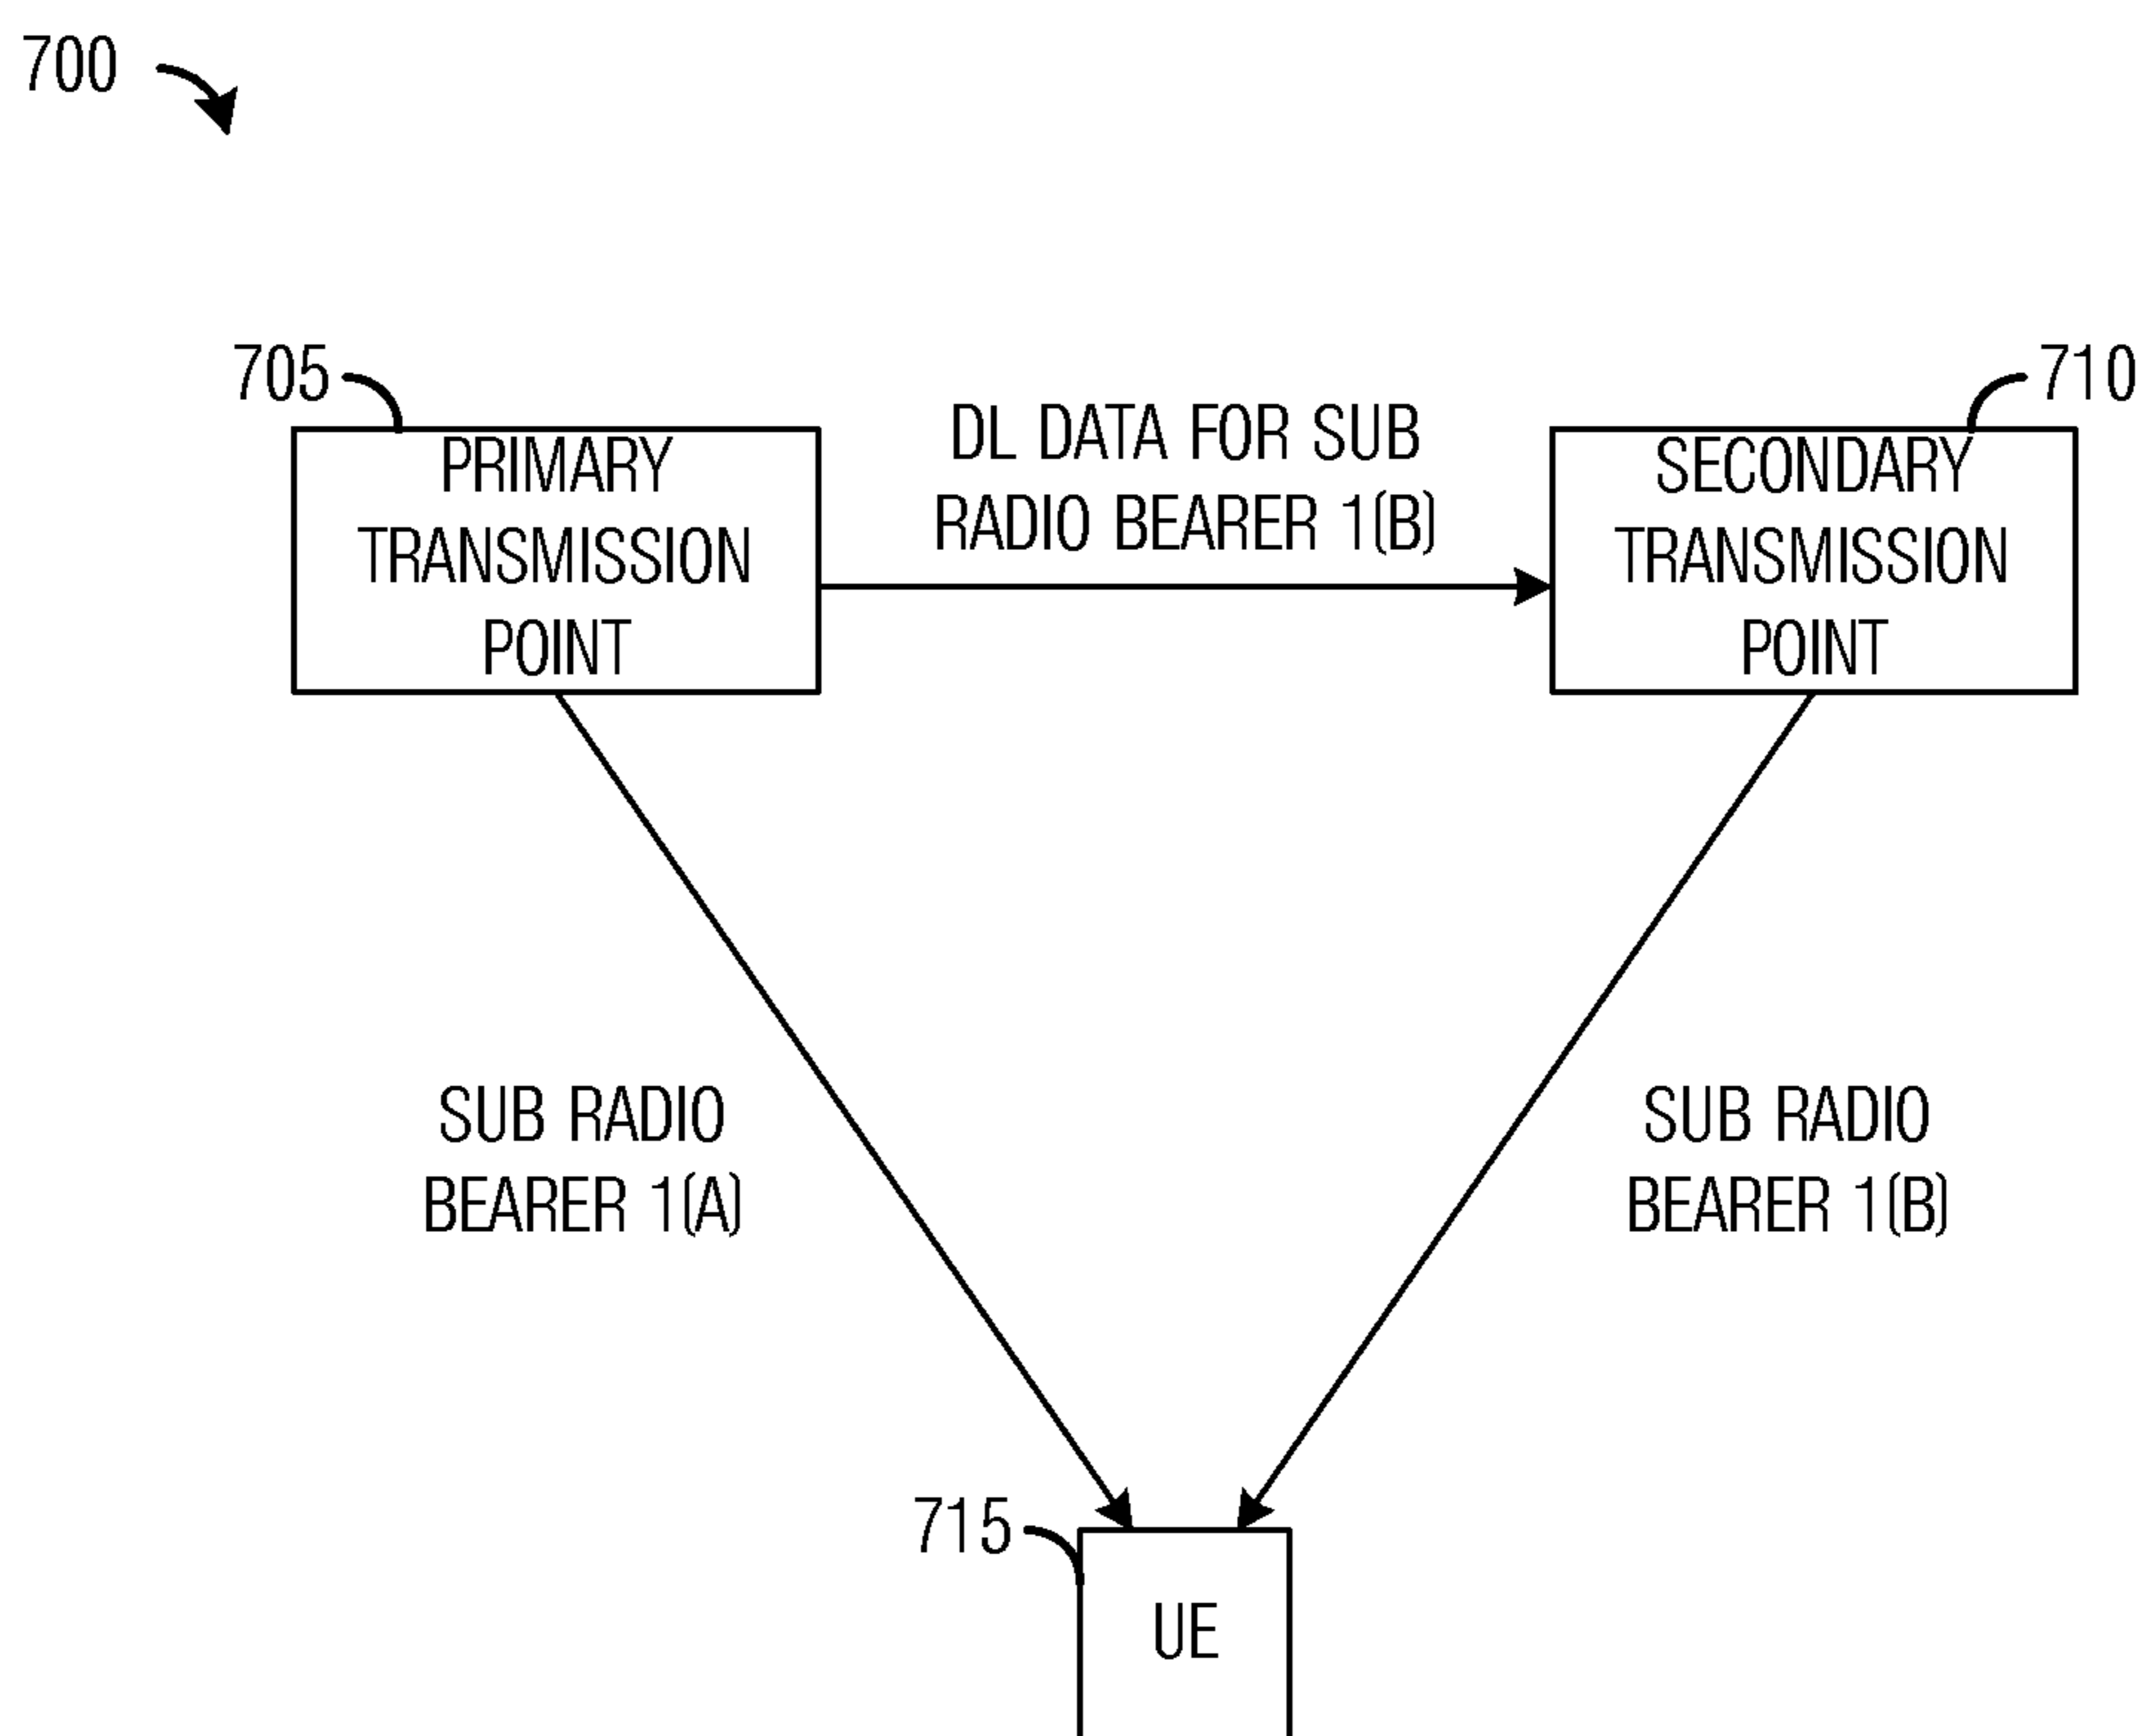 700
705
710
DL DATA FOR SUB
RADIO BEARER 1(B)
PRIMARY
TRANSMISSION
POINT
SECONDARY
TRANSMISSION
POINT
SUB RADIO
BEARER 1(A)
SUB RADIO
BEARER 1(B)
715
UE